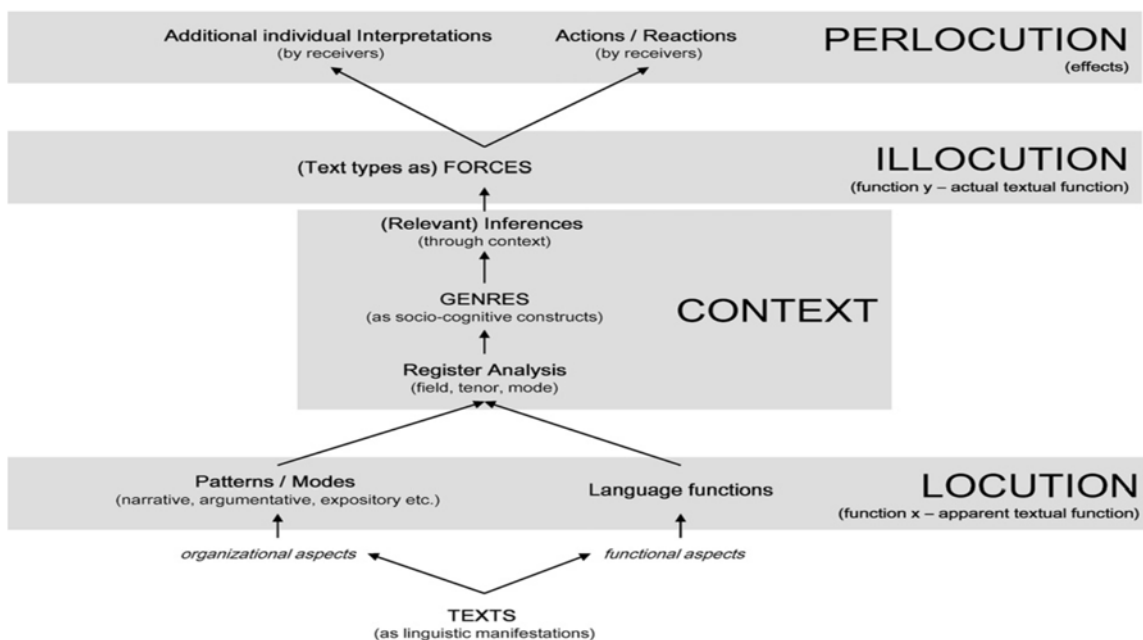 Additional individual Interpretations
(by receivers)
Actions / Reactions
(by receivers)
PERLOCUTION
(effects)
(Text types as) FORCES
ILLOCUTION
(function y – actual textual function)
(Relevant) Inferences
(through context)
GENRES
(as socio-cognitive constructs)
CONTEXT
Register Analysis
(field, tenor, mode)
Patterns / Modes
(narrative, argumentative, expository etc.)
Language functions
LOCUTION
(function x – apparent textual function)
organizational aspects
functional aspects
TEXTS
(as linguistic manifestations)